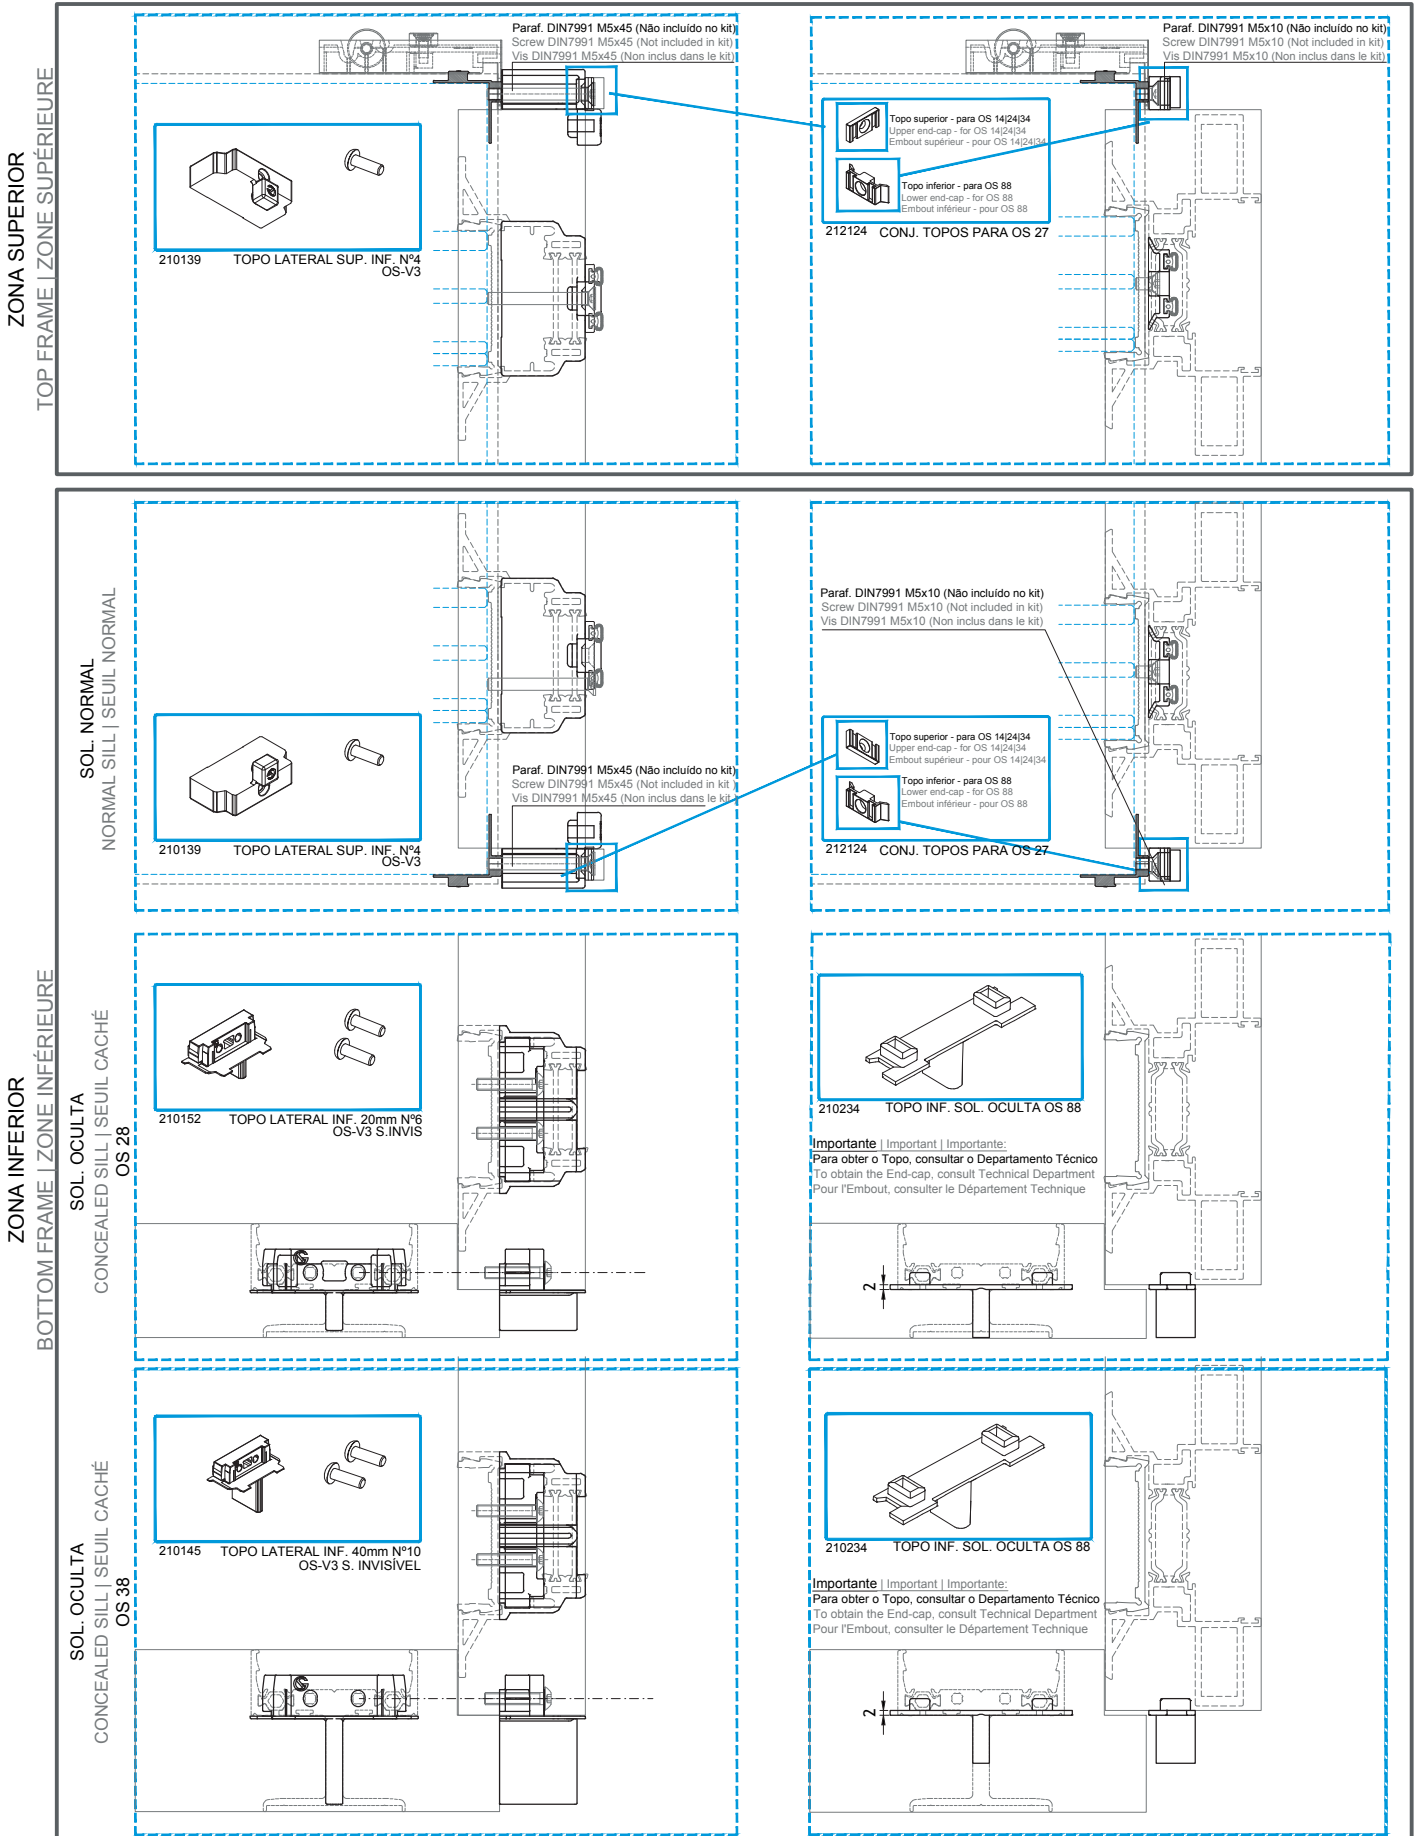 ZONA SUPERIOR
TOP FRAME | ZONE SUPÉRIEURE
Paraf. DIN7991 M5x45 (Não incluído no kit)
Screw DIN7991 M5x45 (Not included in kit)
Vis DIN7991 M5x45 (Non inclus dans le kit)
210139 TOPO LATERAL SUP. INF. Nº4
OS-V3
Paraf. DIN7991 M5x10 (Não incluído no kit)
Screw DIN7991 M5x10 (Not included in kit)
Vis DIN7991 M5x10 (Non inclus dans le kit)
Topo superior - para OS 14|24|34
Upper end-cap - for OS 14|24|34
Embout supérieur - pour OS 14|24|34
Topo inferior - para OS 88
Lower end-cap - for OS 88
Embout inférieur - pour OS 88
212124 CONJ. TOPOS PARA OS 27
ZONA INFERIOR
BOTTOM FRAME | ZONE INFÉRIEURE
SOL. NORMAL
NORMAL SILL | SEUIL NORMAL
210139 TOPO LATERAL SUP. INF. Nº4
OS-V3
Paraf. DIN7991 M5x45 (Não incluído no kit)
Screw DIN7991 M5x45 (Not included in kit)
Vis DIN7991 M5x45 (Non inclus dans le kit)
Paraf. DIN7991 M5x10 (Não incluído no kit)
Screw DIN7991 M5x10 (Not included in kit)
Vis DIN7991 M5x10 (Non inclus dans le kit)
Topo superior - para OS 14|24|34
Upper end-cap - for OS 14|24|34
Embout supérieur - pour OS 14|24|34
Topo inferior - para OS 88
Lower end-cap - for OS 88
Embout inférieur - pour OS 88
212124 CONJ. TOPOS PARA OS 27
SOL. OCULTA
CONCEALED SILL | SEUIL CACHÉ
OS 28
210152 TOPO LATERAL INF. 20mm Nº6
OS-V3 S.INVIS
210234 TOPO INF. SOL. OCULTA OS 88
Importante | Important | Importante:
Para obter o Topo, consultar o Departamento Técnico
To obtain the End-cap, consult Technical Department
Pour l'Embout, consulter le Département Technique
2
SOL. OCULTA
CONCEALED SILL | SEUIL CACHÉ
OS 38
210145 TOPO LATERAL INF. 40mm Nº10
OS-V3 S. INVISÍVEL
210234 TOPO INF. SOL. OCULTA OS 88
Importante | Important | Importante:
Para obter o Topo, consultar o Departamento Técnico
To obtain the End-cap, consult Technical Department
Pour l'Embout, consulter le Département Technique
2